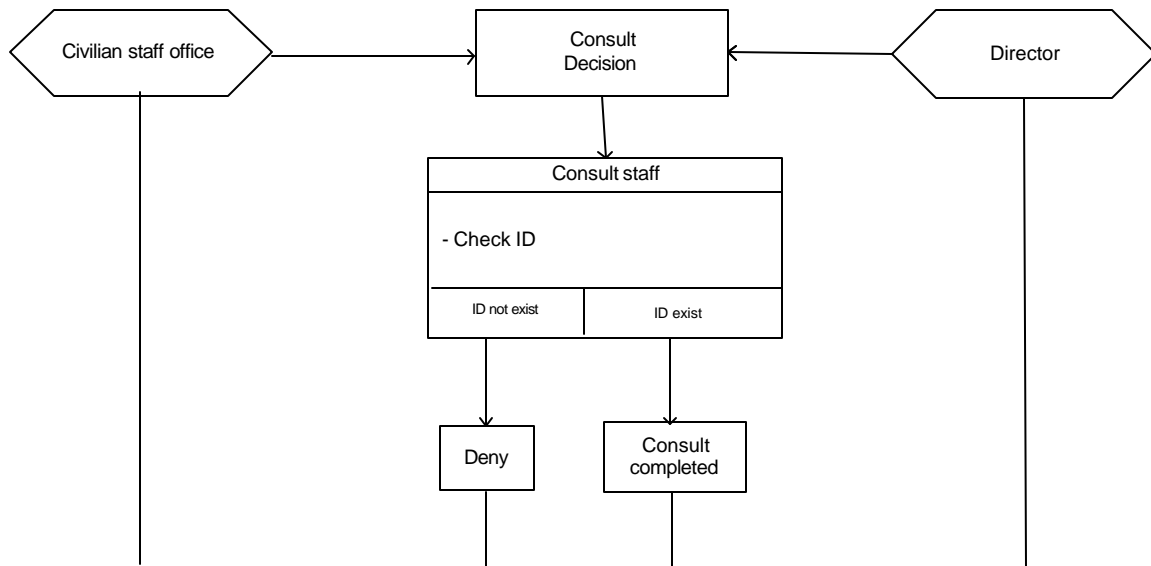 Civilian staff office
Consult
Decision
Director
Consult staff
- Check ID
ID not exist
ID exist
Deny
Consult
completed